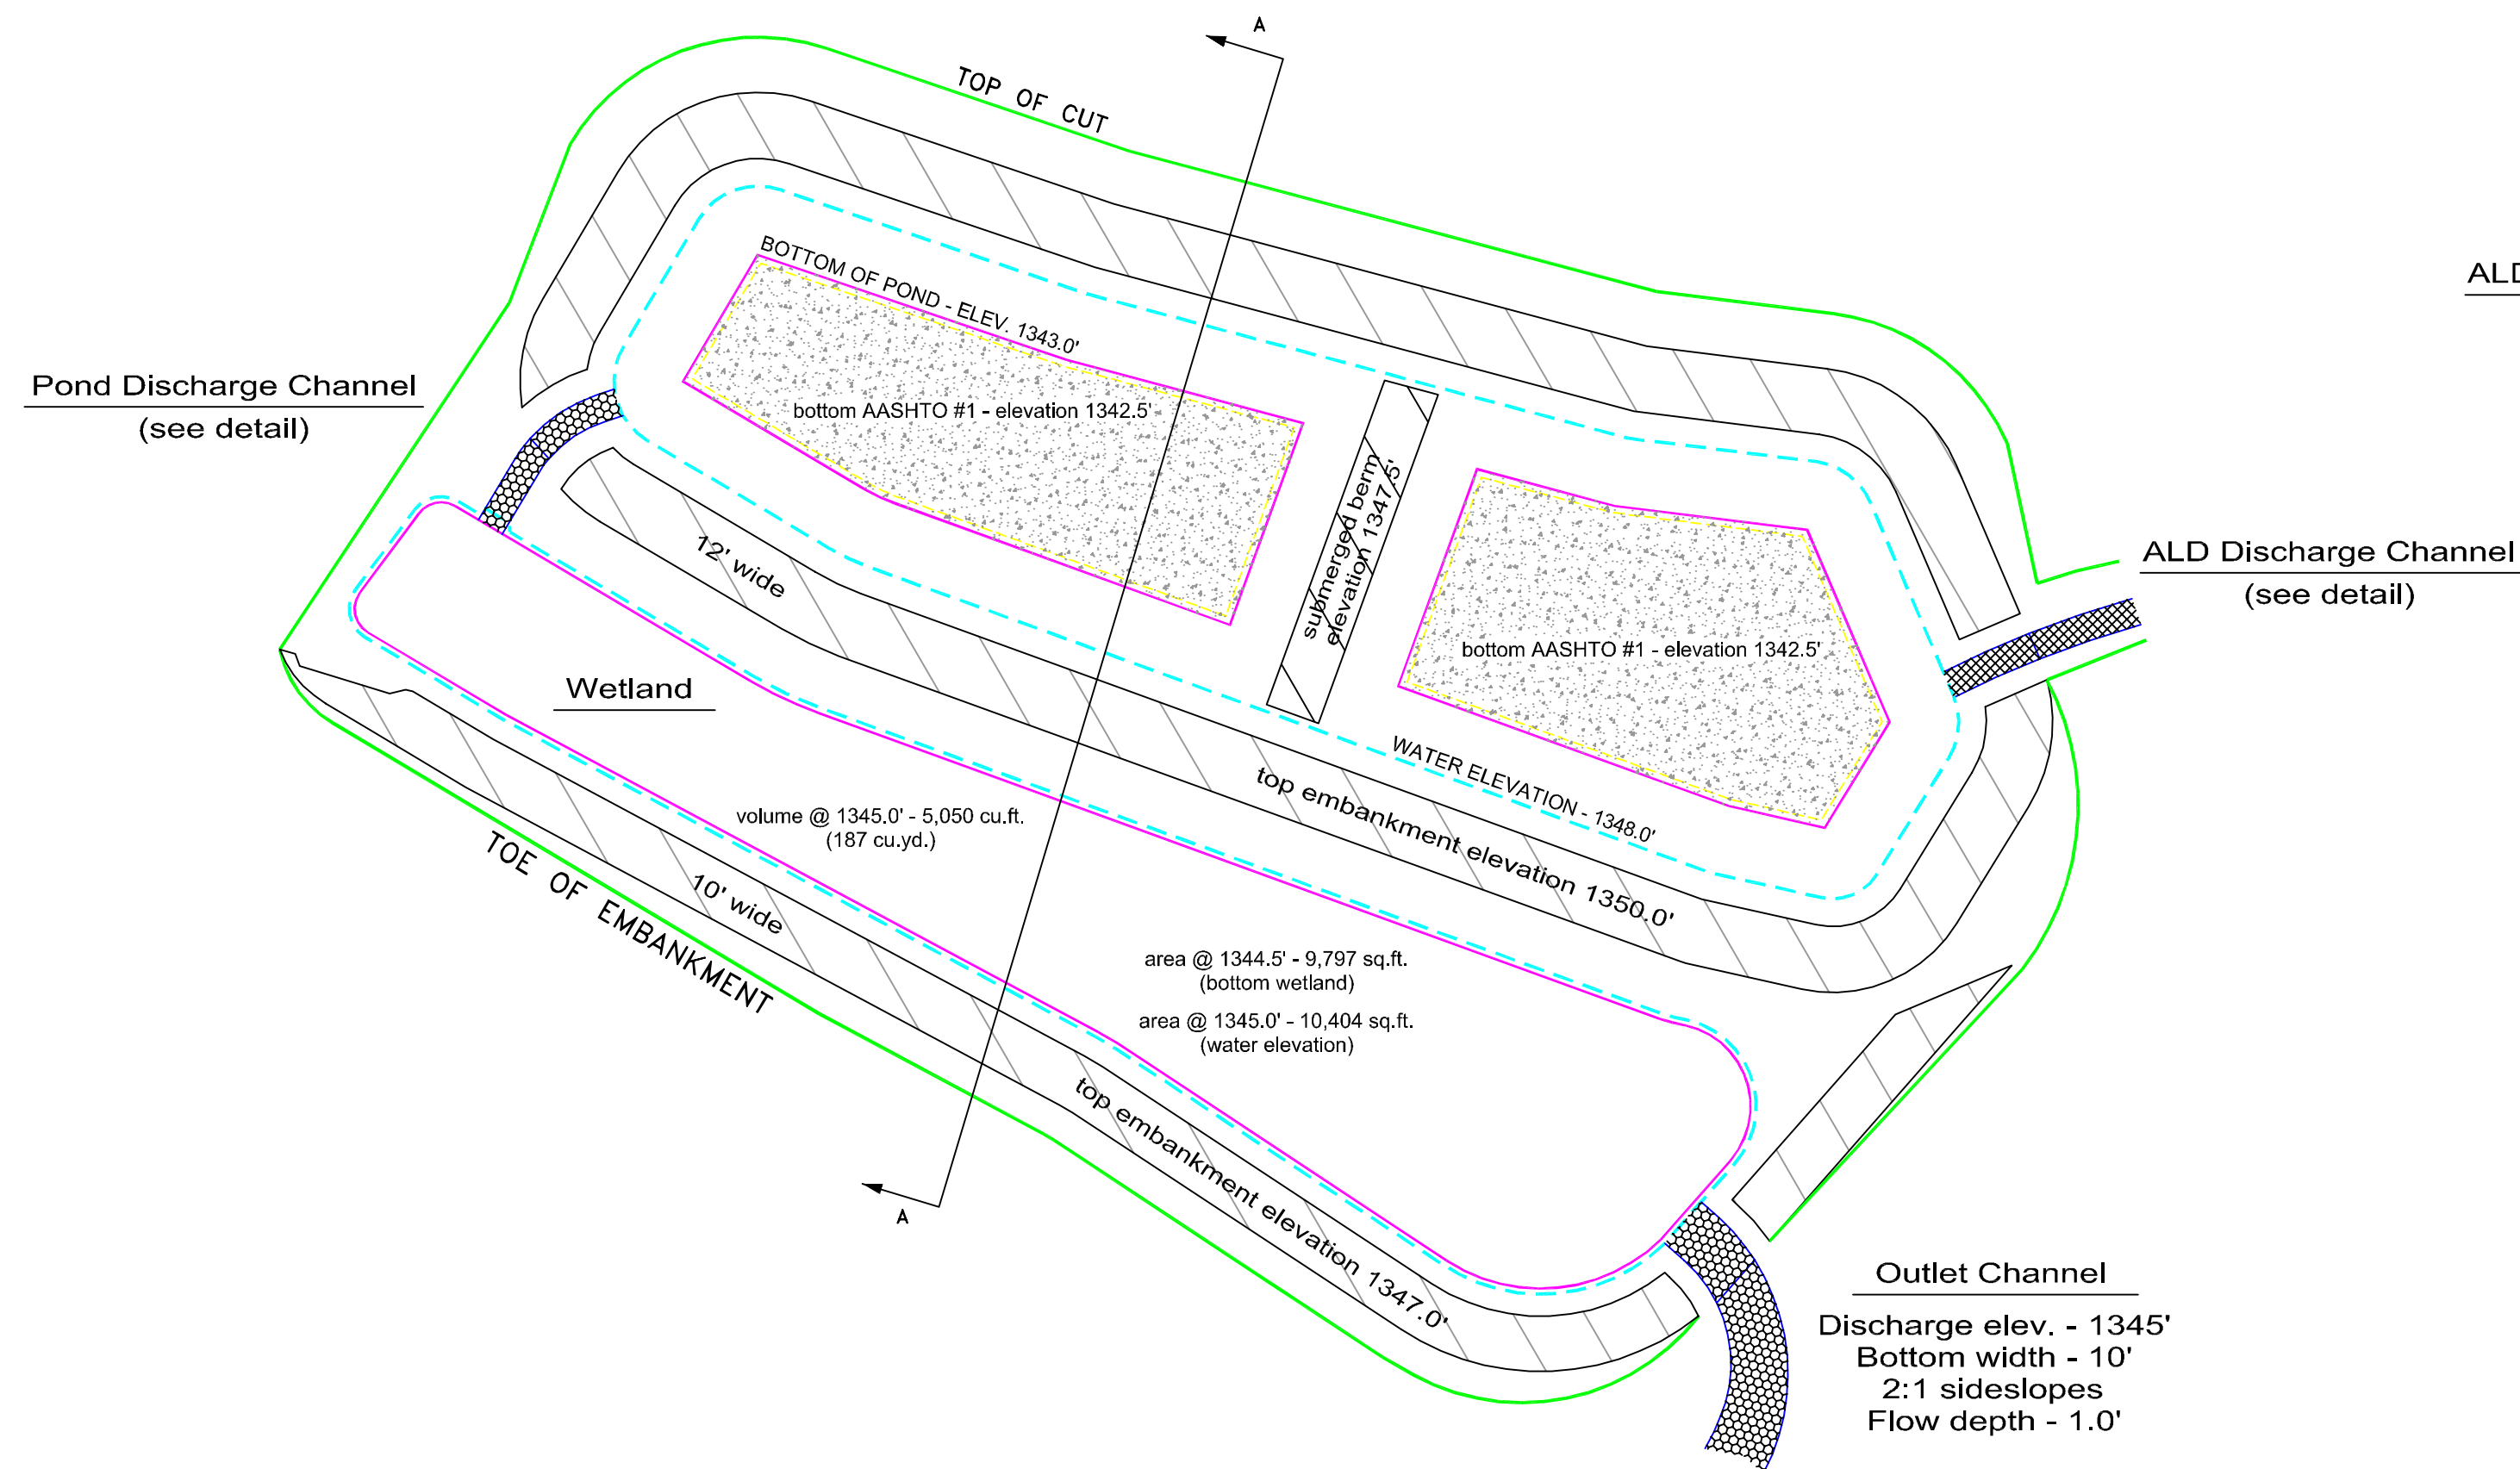 A
TOP OF CUT
BOTTOM OF POND - ELEV. 1343.0'
ALD
Pond Discharge Channel
(see detail)
bottom AASHTO #1 - elevation 1342.5'
submerged berm
elevation 1347.5'
ALD Discharge Channel
(see detail)
12' wide
bottom AASHTO #1 - elevation 1342.5'
Wetland
WATER ELEVATION - 1348.0'
top embankment elevation 1350.0'
volume @ 1345.0' - 5,050 cu.ft.
(187 cu.yd.)
TOE OF EMBANKMENT
10' wide
area @ 1344.5' - 9,797 sq.ft.
(bottom wetland)
area @ 1345.0' - 10,404 sq.ft.
(water elevation)
top embankment elevation 1347.0'
A
Outlet Channel
Discharge elev. - 1345'
Bottom width - 10'
2:1 sideslopes
Flow depth - 1.0'